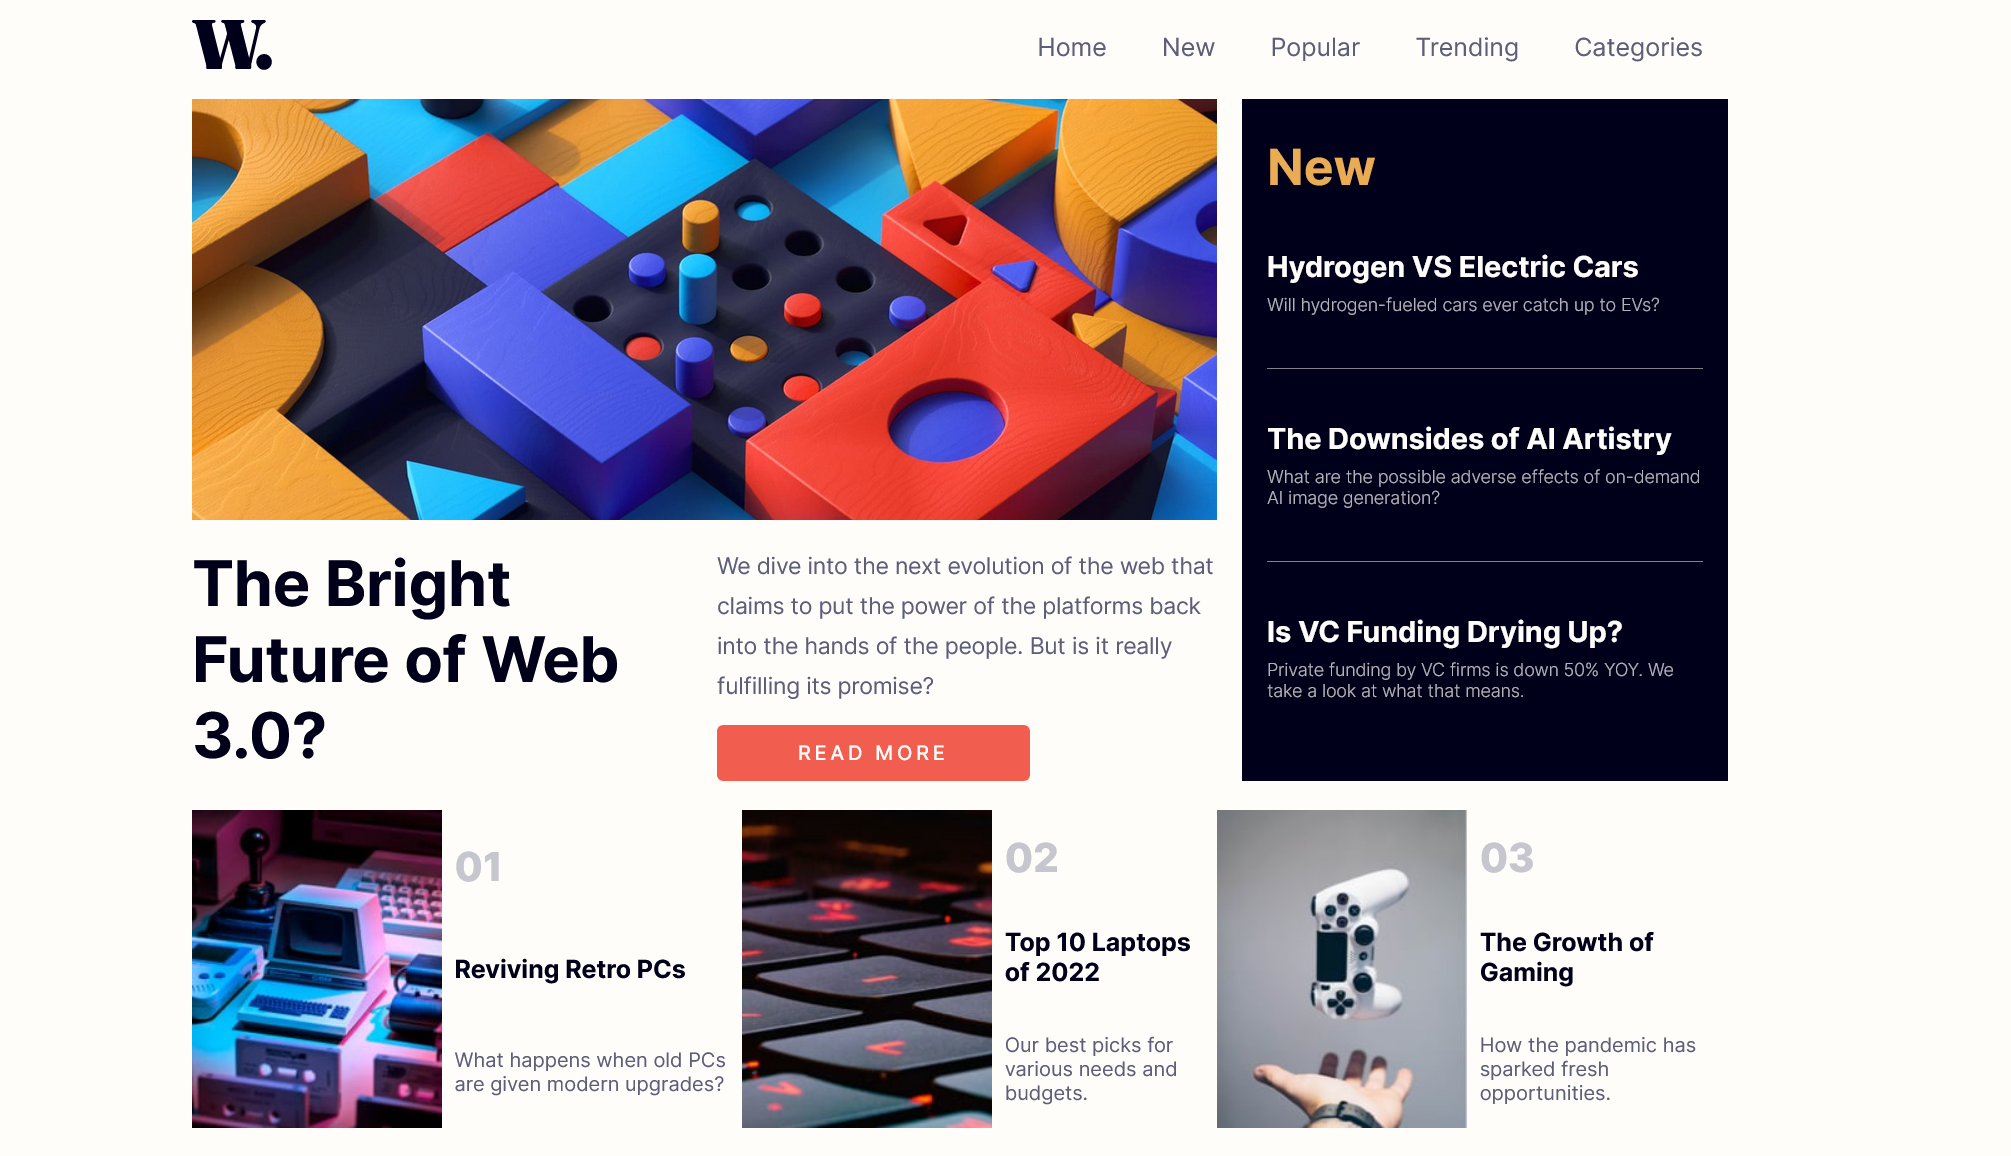 W.
Home New Popular Trending Categories
New
Hydrogen VS Electric Cars
Will hydrogen-fueled cars ever catch up to EVs?
The Downsides of AI Artistry
What are the possible adverse effects of on-demand
AI image generation?
Is VC Funding Drying Up?
Private funding by VC firms is down 50% YOY. We
take a look at what that means.
The Bright
Future of Web
3.0?
We dive into the next evolution of the web that
claims to put the power of the platforms back
into the hands of the people. But is it really
fulfilling its promise?
READ MORE
01
Reviving Retro PCs
What happens when old PCs
are given modern upgrades?
02
Top 10 Laptops
of 2022
Our best picks for
various needs and
budgets.
03
The Growth of
Gaming
How the pandemic has
sparked fresh
opportunities.